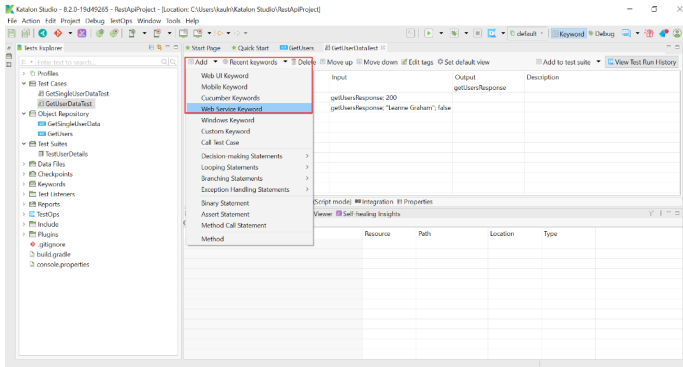 Katalon Studio - 8.2.0-19d49265 - RestApiProject - [Location: C:\Users\kauln\Katalon Studio\RestApiProject]
Action Edit Project Debug TestOps Window Tools Help
default Keyword Debug
Tests Explorer Start Page Quick Start GetUsers GetUserDataTest
Enter text to search... Add Recent keywords Delete Move up Move down Edit tags Set default view Add to test suite View Test Run History
Profiles Web UI Keyword Input Output Description
Test Cases Mobile Keyword getUsersResponse
GetSingleUserDataTest Cucumber Keywords getUsersResponse; 200
GetUserDataTest Web Service Keyword getUsersResponse; "Leanne Graham"; false
Object Repository Windows Keyword
GetSingleUserData Custom Keyword
GetUsers Call Test Case
Test Suites Decision-making Statements
TestUserDetails Looping Statements
Data Files Branching Statements
Checkpoints Exception Handling Statements
Keywords Binary Statement
Test Listeners Assert Statement (Script mode) Integration Properties
Reports Method Call Statement Viewer Self-healing Insights
TestOps Method Resource Path Location Type
Include
Plugins
.gitignore
build.gradle
console.properties